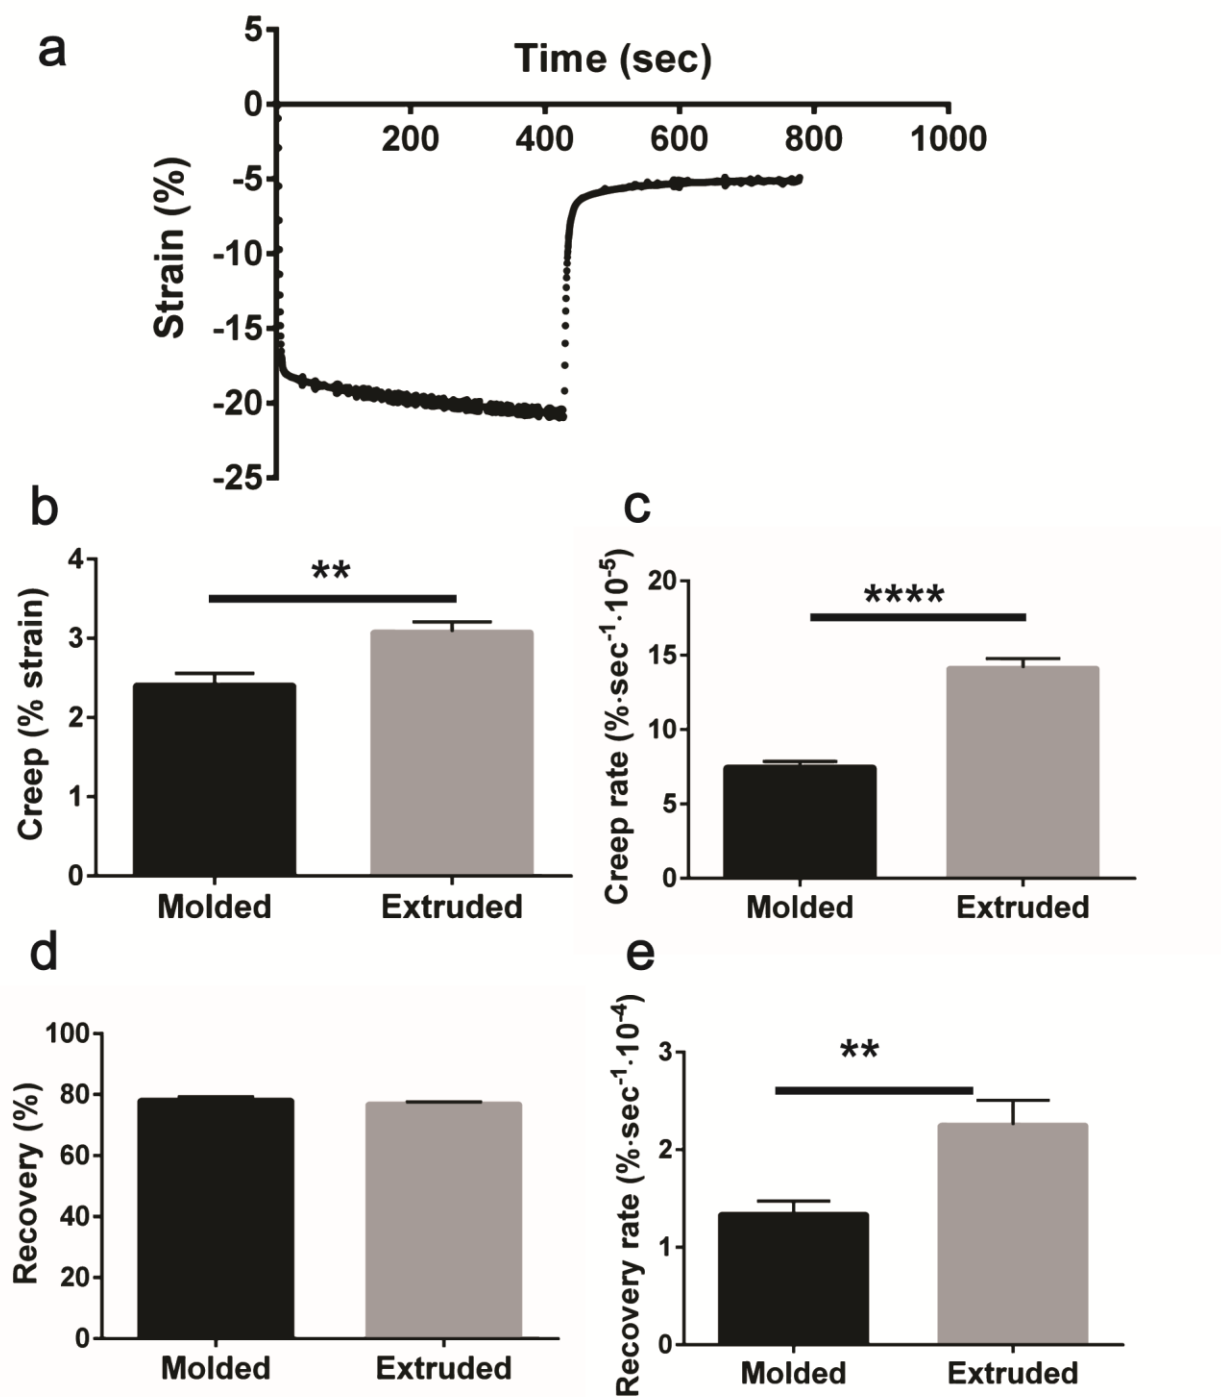 a
5
Time (sec)
0
200 400 600 800 1000
-5
-10
-15
-20
-25
Strain (%)
b
4
3
2
1
0
Creep (% strain)
**
Molded Extruded
c
20
15
10
5
0
Creep rate (%·sec⁻¹·10⁻⁵)
****
Molded Extruded
d
100
80
60
40
20
0
Recovery (%)
Molded Extruded
e
3
2
1
0
Recovery rate (%·sec⁻¹·10⁻⁴)
**
Molded Extruded